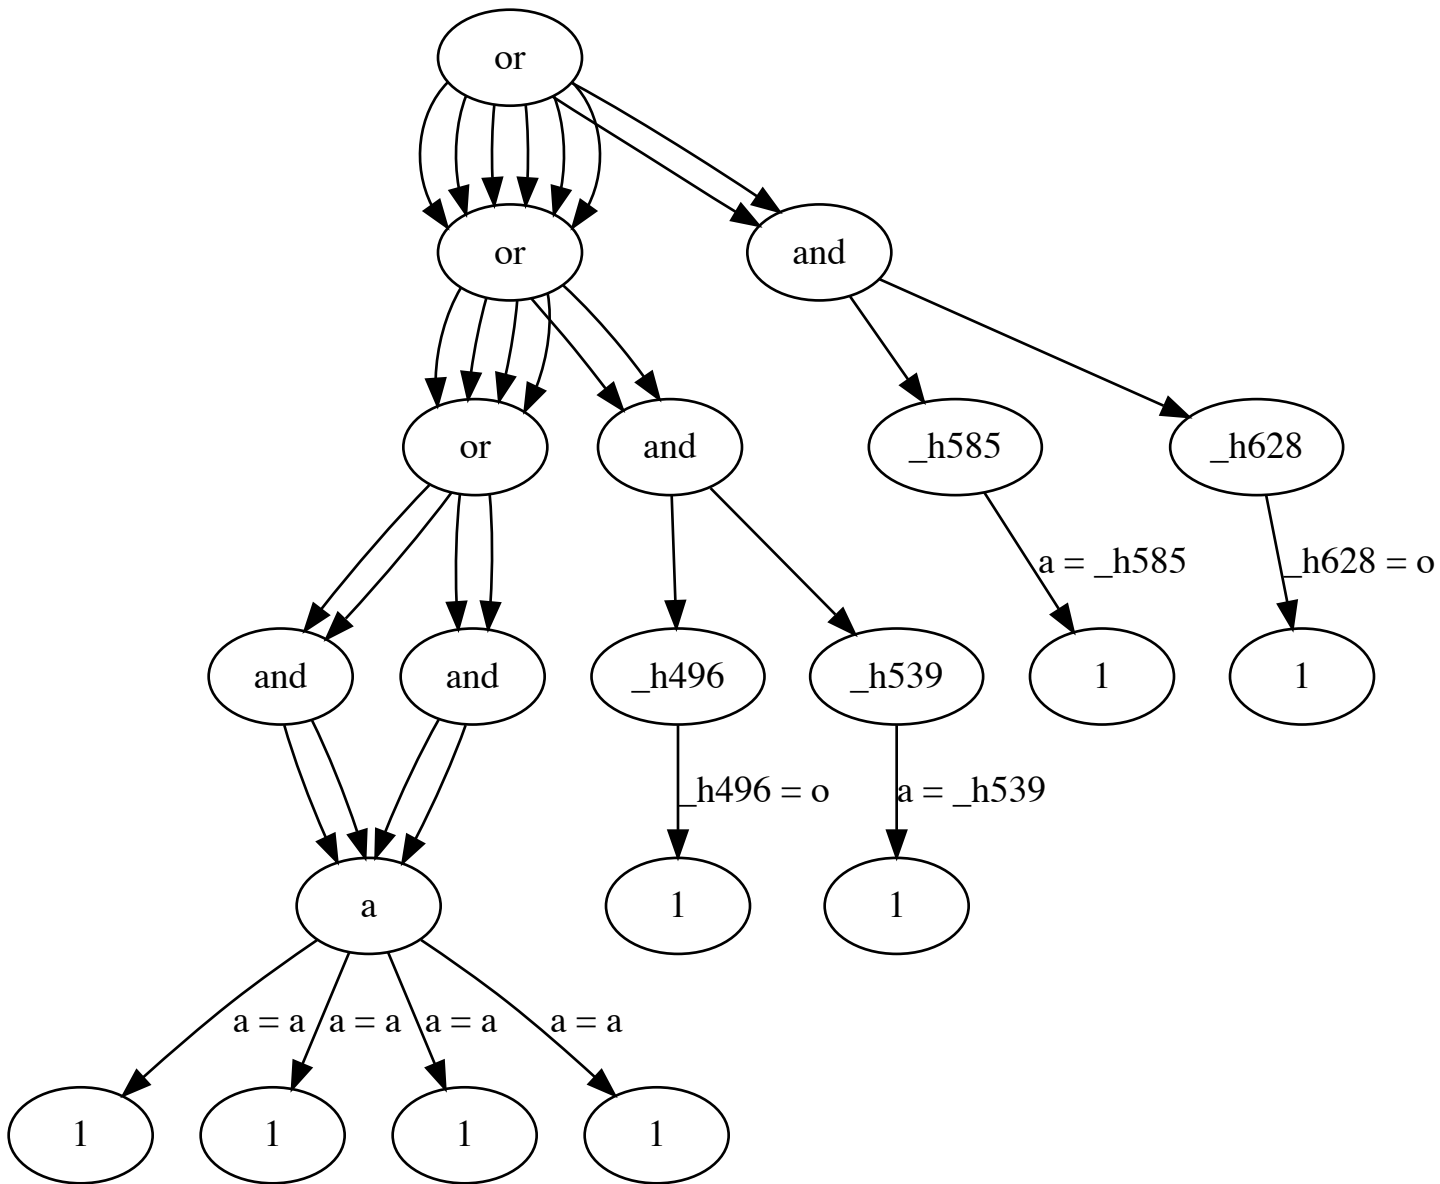 or
or
and
or
and
_h585
_h628
a = _h585
_h628 = o
and
and
_h496
_h539
1
1
_h496 = o
a = _h539
a
1
1
a = a
a = a
a = a
a = a
1
1
1
1